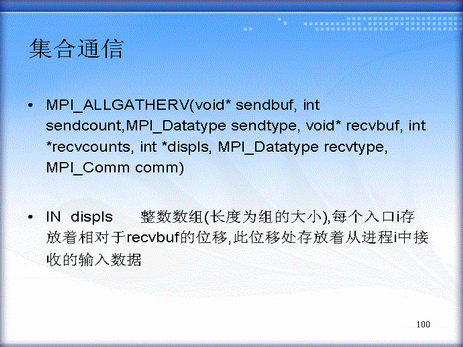 集合通信
• MPI_ALLGATHERV(void* sendbuf, int
sendcount,MPI_Datatype sendtype, void* recvbuf, int
*recvcounts, int *displs, MPI_Datatype recvtype,
MPI_Comm comm)
• IN displs 整数数组(长度为组的大小),每个入口i存
放着相对于recvbuf的位移,此位移处存放着从进程i中接
收的输入数据
100